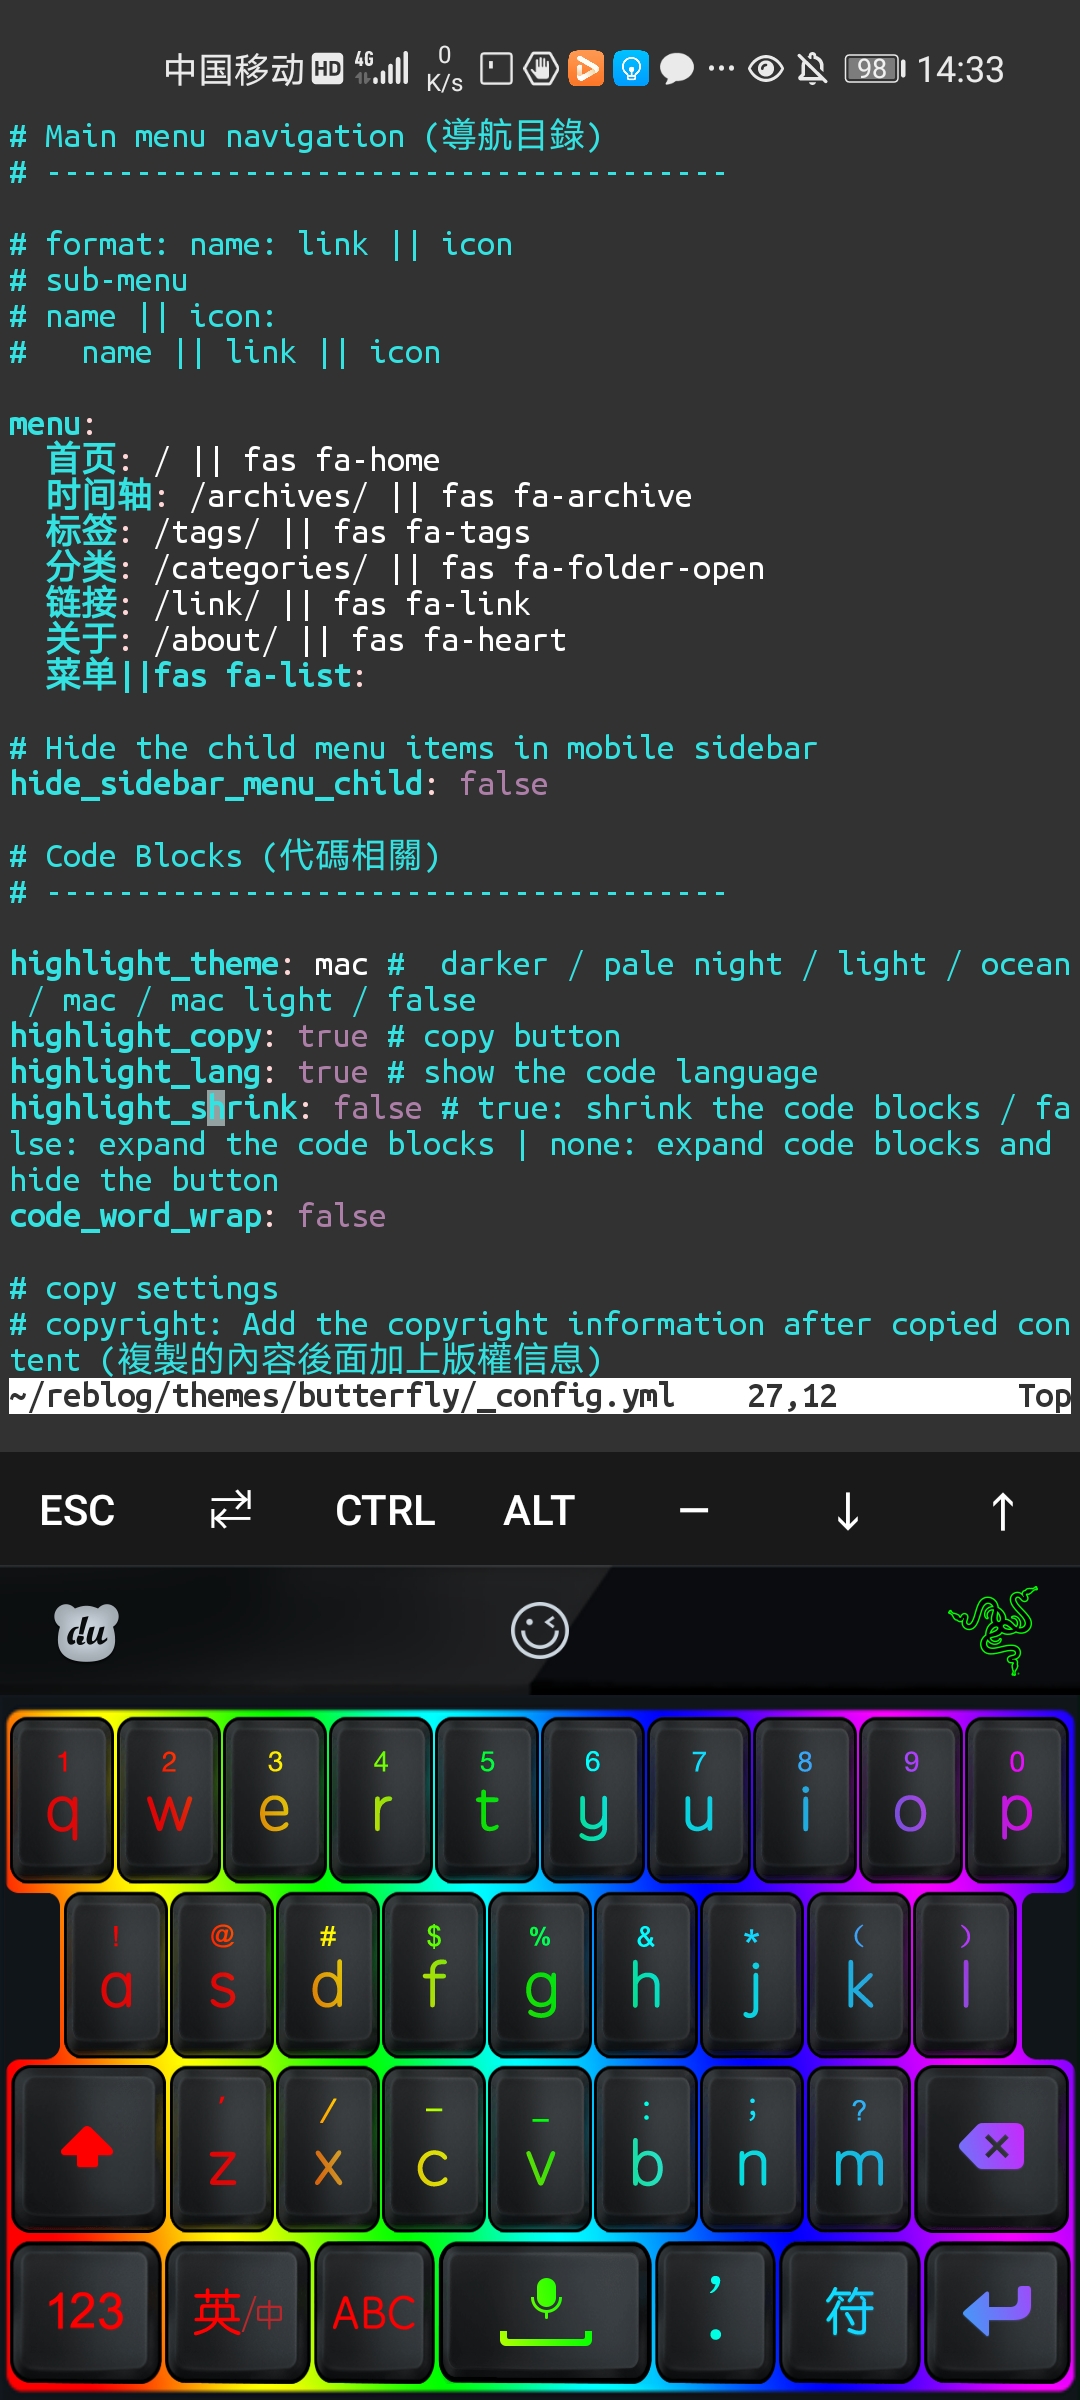 中国移动 HD 4G 0 K/s 98 14:33
# Main menu navigation (導航目錄)
# --------------------------------------
# format: name: link || icon
# sub-menu
# name || icon:
#   name || link || icon
menu:
  首页: / || fas fa-home
  时间轴: /archives/ || fas fa-archive
  标签: /tags/ || fas fa-tags
  分类: /categories/ || fas fa-folder-open
  链接: /link/ || fas fa-link
  关于: /about/ || fas fa-heart
  菜单||fas fa-list:
# Hide the child menu items in mobile sidebar
hide_sidebar_menu_child: false
# Code Blocks (代碼相關)
# --------------------------------------
highlight_theme: mac #  darker / pale night / light / ocean
 / mac / mac light / false
highlight_copy: true # copy button
highlight_lang: true # show the code language
highlight_shrink: false # true: shrink the code blocks / fa
lse: expand the code blocks | none: expand code blocks and
hide the button
code_word_wrap: false
# copy settings
# copyright: Add the copyright information after copied con
tent (複製的內容後面加上版權信息)
~/reblog/themes/butterfly/_config.yml    27,12          Top
ESC ⇄ CTRL ALT — ↓ ↑
du
1 2 3 4 5 6 7 8 9 0
q w e r t y u i o p
! @ # $ % & * ( )
a s d f g h j k l
' / – _ : ; ?
z x c v b n m
123 英/中 ABC , . 符